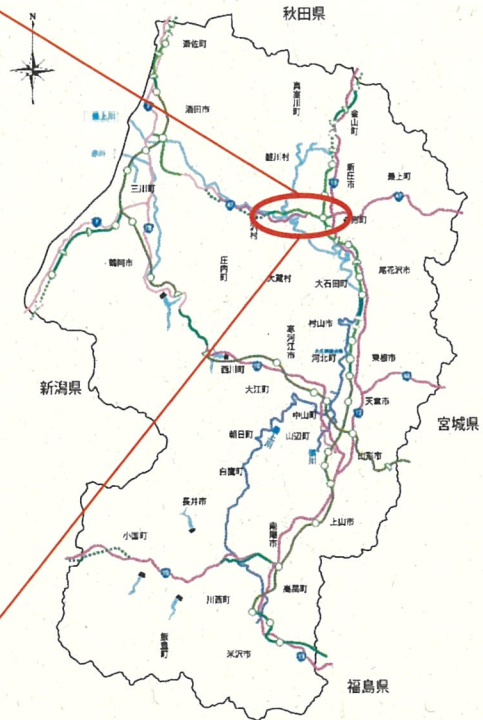 秋田県
N
遊佐町
酒田市
真室川町
金山町
最上川
鮭川村
新庄市
最上町
三川町
舟形町
村
鶴岡市
庄内町
大蔵村
尾花沢市
大石田町
村山市
寒河江市
河北町
東根市
西川町
新潟県
大江町
天童市
中山町
宮城県
朝日町
山辺町
山形市
白鷹町
長井市
上山市
小国町
南陽市
高畠町
川西町
飯豊町
米沢市
福島県